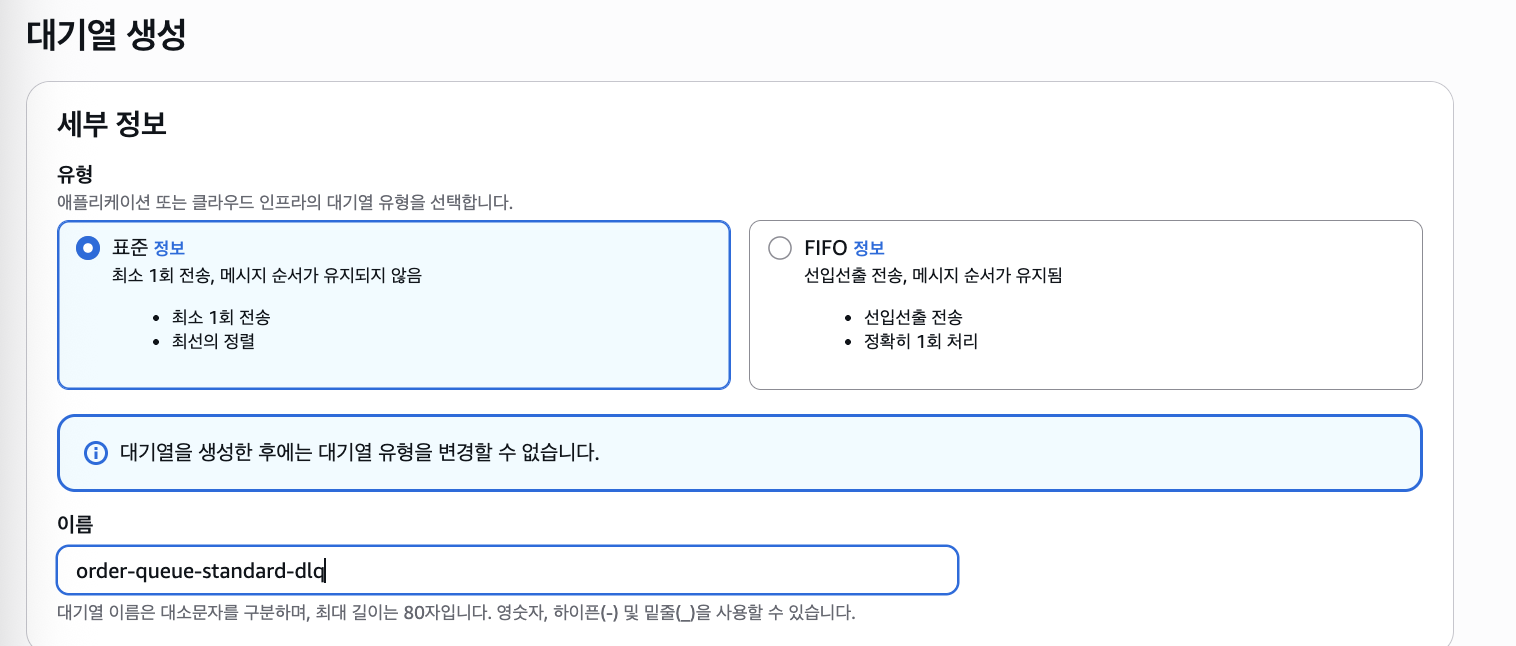 대기열 생성
세부 정보
유형
애플리케이션 또는 클라우드 인프라의 대기열 유형을 선택합니다.
표준 정보
최소 1회 전송, 메시지 순서가 유지되지 않음
• 최소 1회 전송
• 최선의 정렬
FIFO 정보
선입선출 전송, 메시지 순서가 유지됨
• 선입선출 전송
• 정확히 1회 처리
대기열을 생성한 후에는 대기열 유형을 변경할 수 없습니다.
이름
order-queue-standard-dlq
대기열 이름은 대소문자를 구분하며, 최대 길이는 80자입니다. 영숫자, 하이픈(-) 및 밑줄(_)을 사용할 수 있습니다.